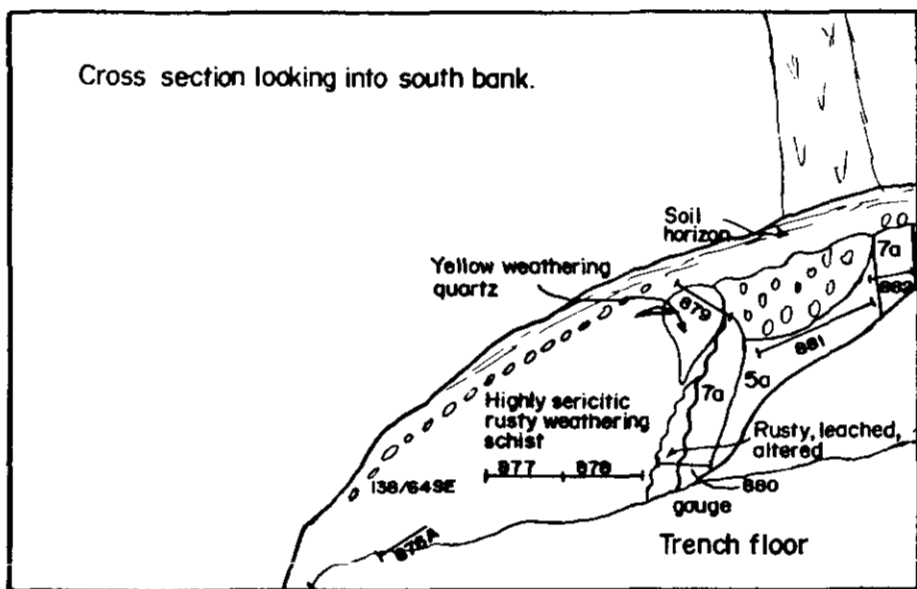 Cross section looking into south bank.
Soil
horizon
7a
882
Yellow weathering
quartz
879
881
7a
5a
Highly sericitic
rusty weathering
schist
Rusty, leached,
altered
877
878
138/64SE
880
gauge
876A
Trench floor